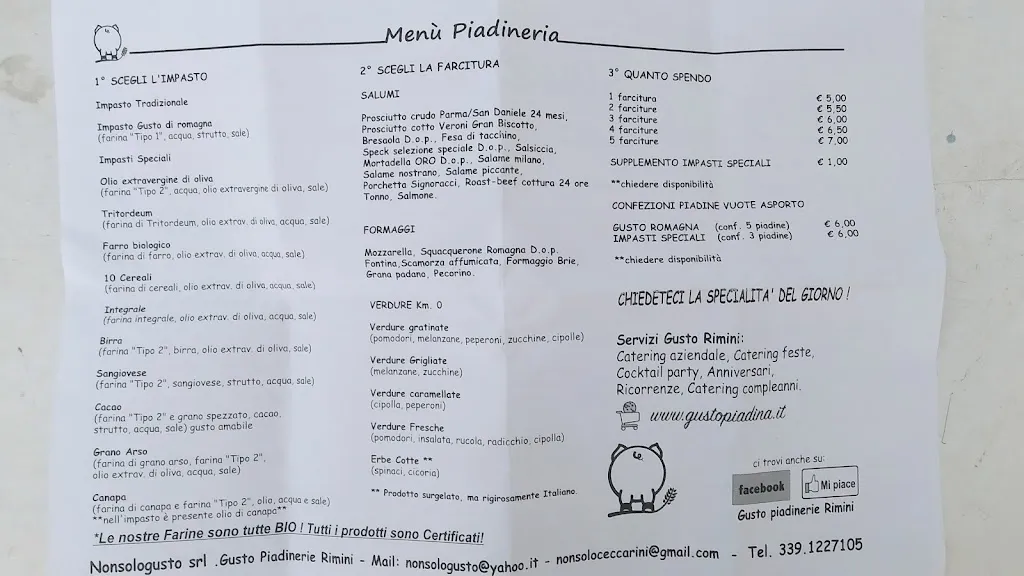 Menù Piadineria
1° SCEGLI L'IMPASTO
Impasto Tradizionale
Impasto Gusto di romagna
(farina "Tipo 1", acqua, strutto, sale)
Impasti Speciali
Olio extravergine di oliva
(farina "Tipo 2", acqua, olio extravergine di oliva, sale)
Tritordeum
(farina di Tritordeum, olio extrav. di oliva, acqua, sale)
Farro biologico
(farina di farro, olio extrav. di oliva, acqua, sale)
10 Cereali
(farina di cereali, olio extrav. di oliva, acqua, sale)
Integrale
(farina integrale, olio extrav. di oliva, acqua, sale)
Birra
(farina "Tipo 2", birra, olio extrav. di oliva, acqua, sale)
Sangiovese
(farina "Tipo 2", sangiovese, strutto, acqua, sale)
Cacao
(farina "Tipo 2" e grano spezzato, cacao,
strutto, acqua, sale) gusto amabile
Grano Arso
(farina di grano arso, farina "Tipo 2",
olio extrav. di oliva, acqua, sale)
Canapa
(farina di canapa e farina "Tipo 2", olio, acqua e sale)
**nell'impasto è presente olio di canapa**
2° SCEGLI LA FARCITURA
SALUMI
Prosciutto crudo Parma/San Daniele 24 mesi,
Prosciutto cotto Veroni Gran Biscotto,
Bresaola D.o.p., Fesa di tacchino,
Speck selezione speciale D.o.p., Salsiccia,
Mortadella ORO D.o.p., Salame milano,
Salame nostrano, Salame piccante,
Porchetta Signoracci, Roast-beef cottura 24 ore
Tonno, Salmone.
FORMAGGI
Mozzarella, Squacquerone Romagna D.o.p.
Fontina,Scamorza affumicata, Formaggio Brie,
Grana padano, Pecorino.
VERDURE Km. 0
Verdure gratinate
(pomodori, melanzane, peperoni, zucchine, cipolle)
Verdure Grigliate
(melanzane, zucchine)
Verdure caramellate
(cipolla, peperoni)
Verdure Fresche
(pomodori, insalata, rucola, radicchio, cipolla)
Erbe Cotte **
(spinaci, cicoria)
** Prodotto surgelato, ma rigirosamente Italiano.
3° QUANTO SPENDO
1 farcitura € 5,00
2 farciture € 5,50
3 farciture € 6,00
4 farciture € 6,50
5 farciture € 7,00
SUPPLEMENTO IMPASTI SPECIALI € 1,00
**chiedere disponibilità
CONFEZIONI PIADINE VUOTE ASPORTO
GUSTO ROMAGNA (conf. 5 piadine) € 6,00
IMPASTI SPECIALI (conf. 3 piadine) € 6,00
**chiedere disponibilità
CHIEDETECI LA SPECIALITA' DEL GIORNO !
Servizi Gusto Rimini:
Catering aziendale, Catering feste,
Cocktail party, Anniversari,
Ricorrenze, Catering compleanni.
www.gustopiadina.it
ci trovi anche su:
facebook
Mi piace
Gusto piadinerie Rimini
*Le nostre Farine sono tutte BIO ! Tutti i prodotti sono Certificati!
Nonsologusto srl .Gusto Piadinerie Rimini - Mail: nonsologusto@yahoo.it - nonsoloceccarini@gmail.com - Tel. 339.1227105